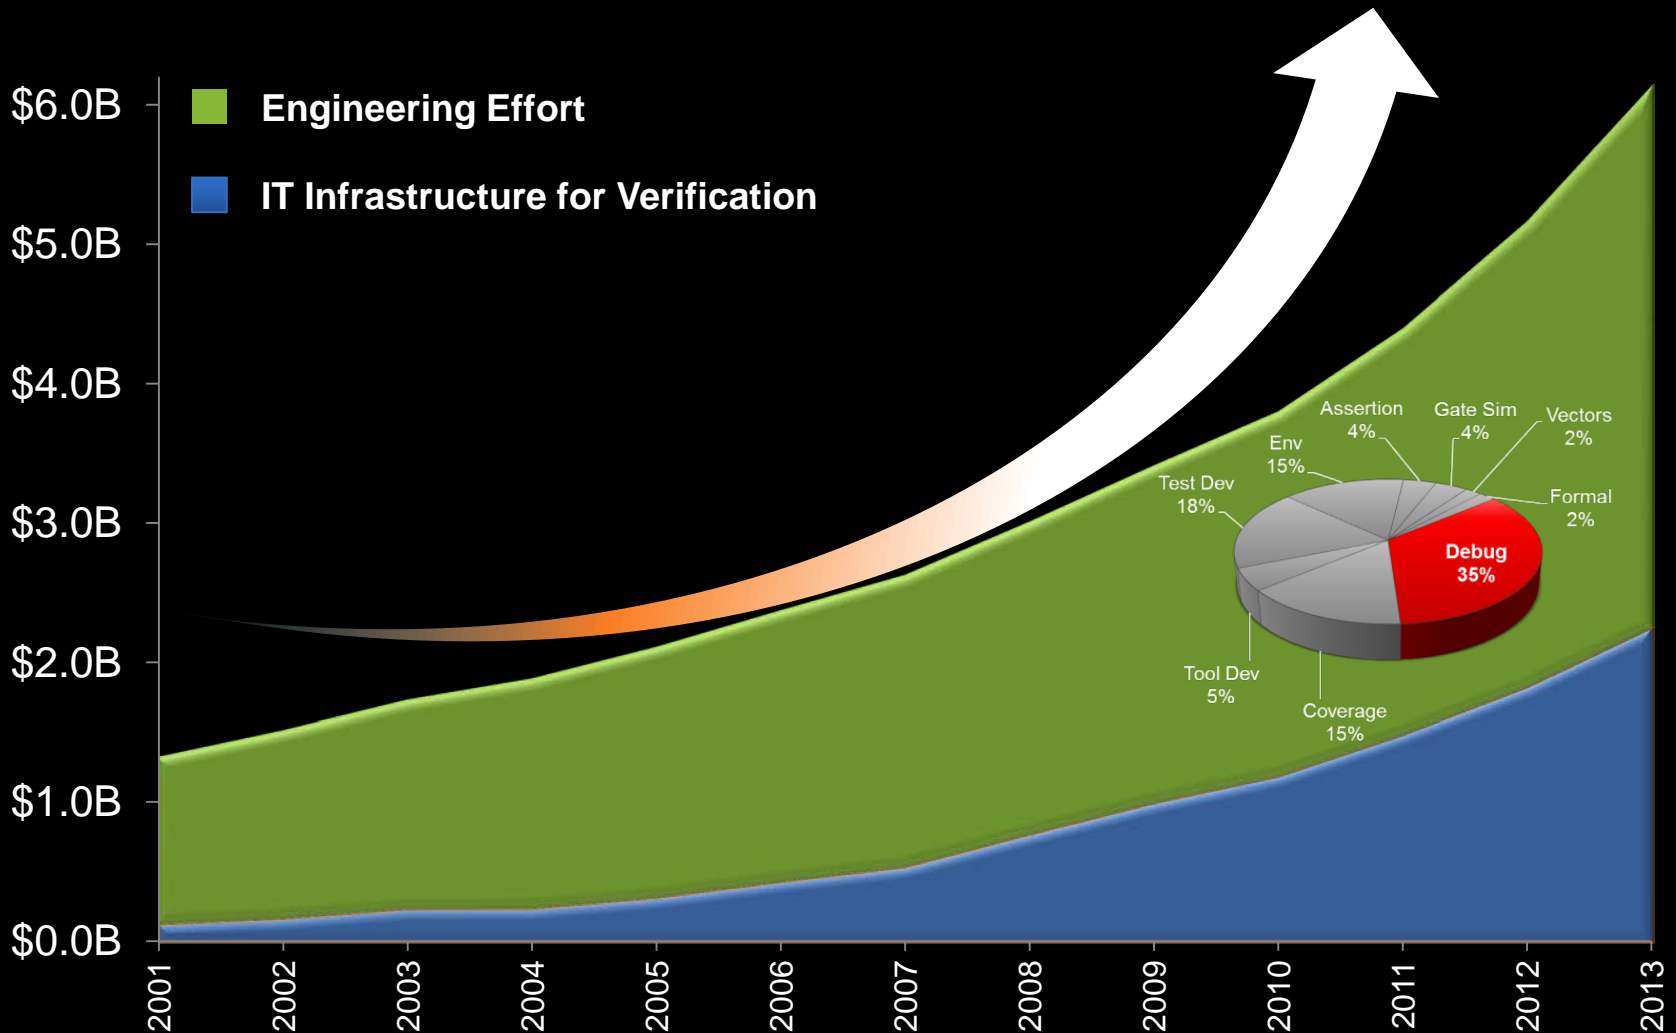 $6.0B
$5.0B
$4.0B
$3.0B
$2.0B
$1.0B
$0.0B
Engineering Effort
IT Infrastructure for Verification
Assertion
4%
Gate Sim
4%
Vectors
2%
Env
15%
Test Dev
18%
Formal
2%
Debug
35%
Tool Dev
5%
Coverage
15%
2001
2002
2003
2004
2005
2006
2007
2008
2009
2010
2011
2012
2013